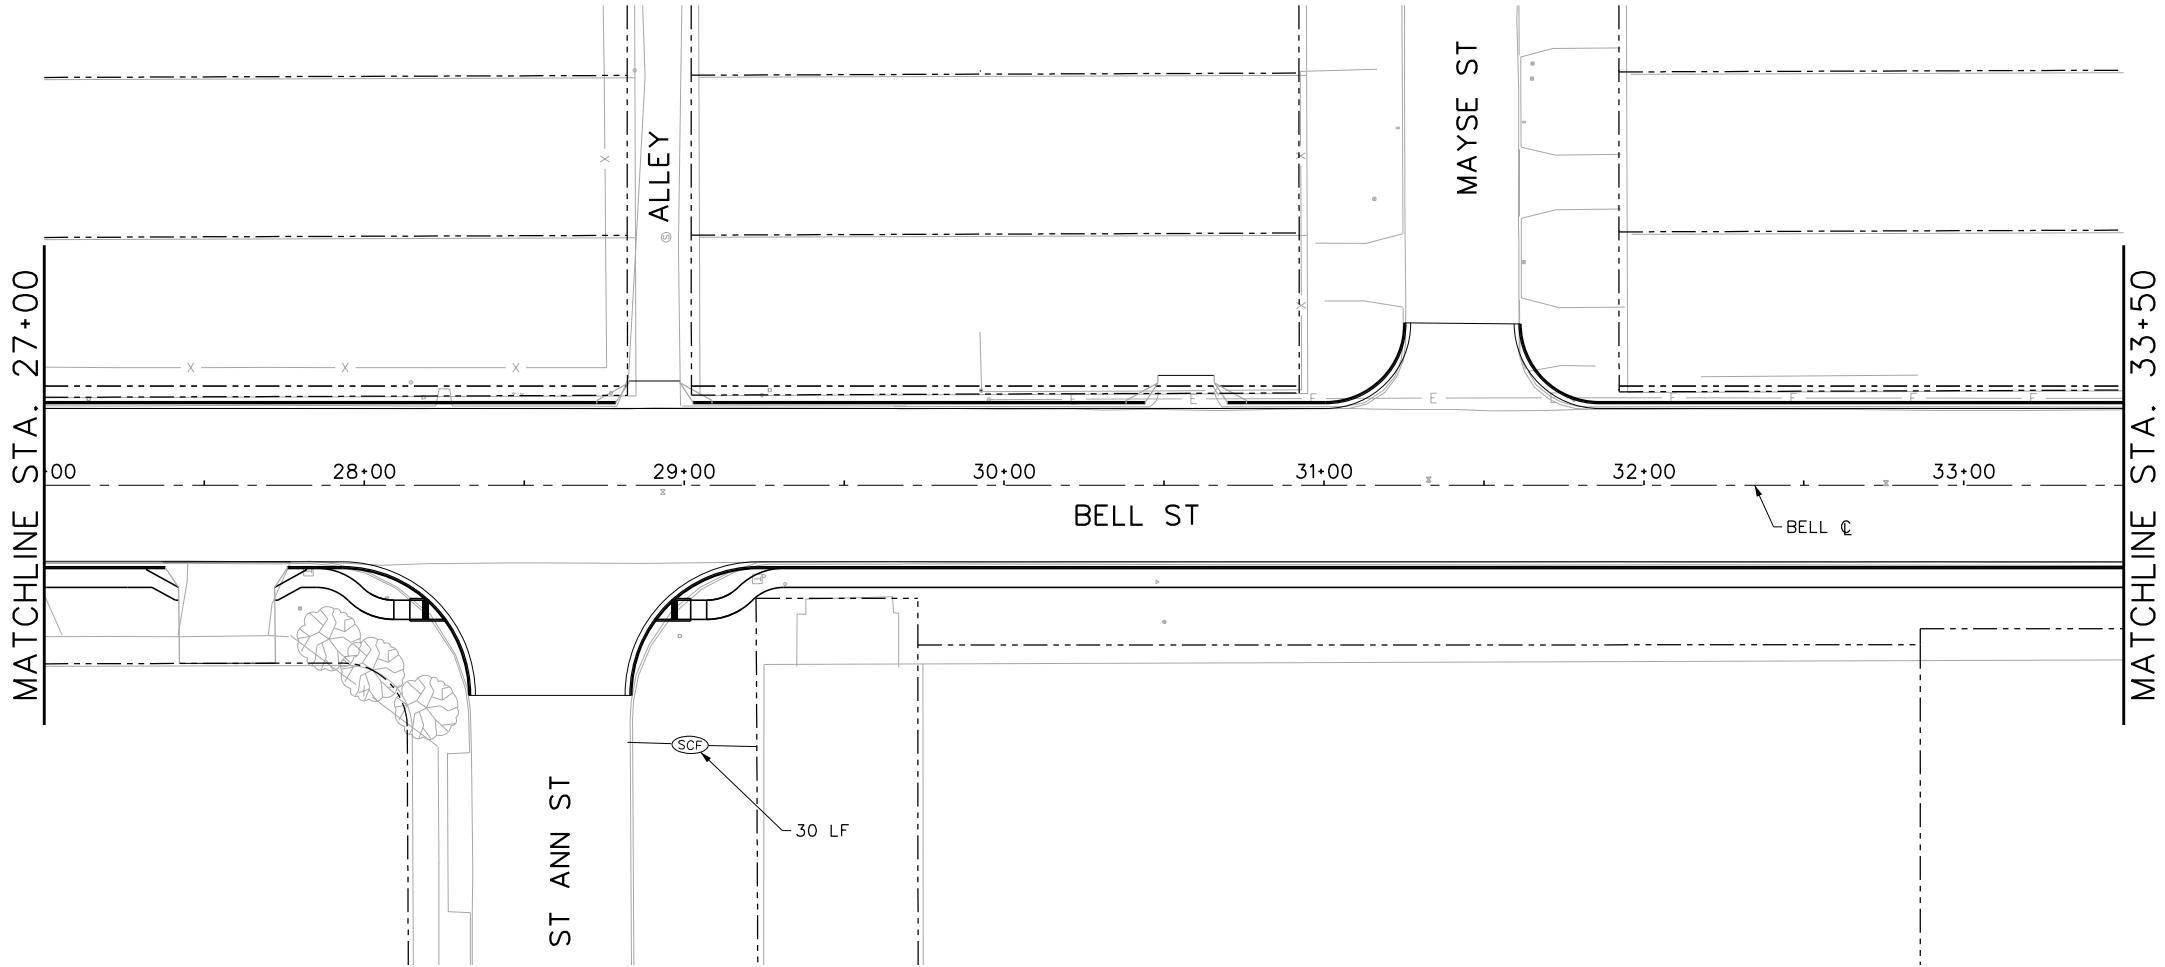 MAYSE ST
ALLEY
MATCHLINE STA. 27+00
MATCHLINE STA. 33+50
X
X
X
S
X X X
E E E E E E E E E
00 28+00 29+00 30+00 31+00 32+00 33+00
BELL ST
BELL ℄
SCF
30 LF
ST ANN ST